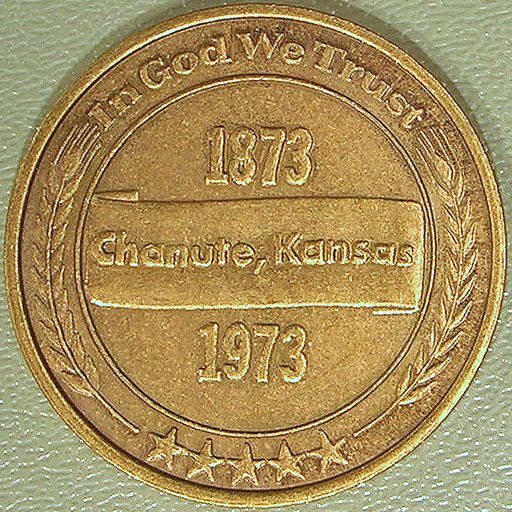 In God We Trust
1873
Chanute, Kansas
1973